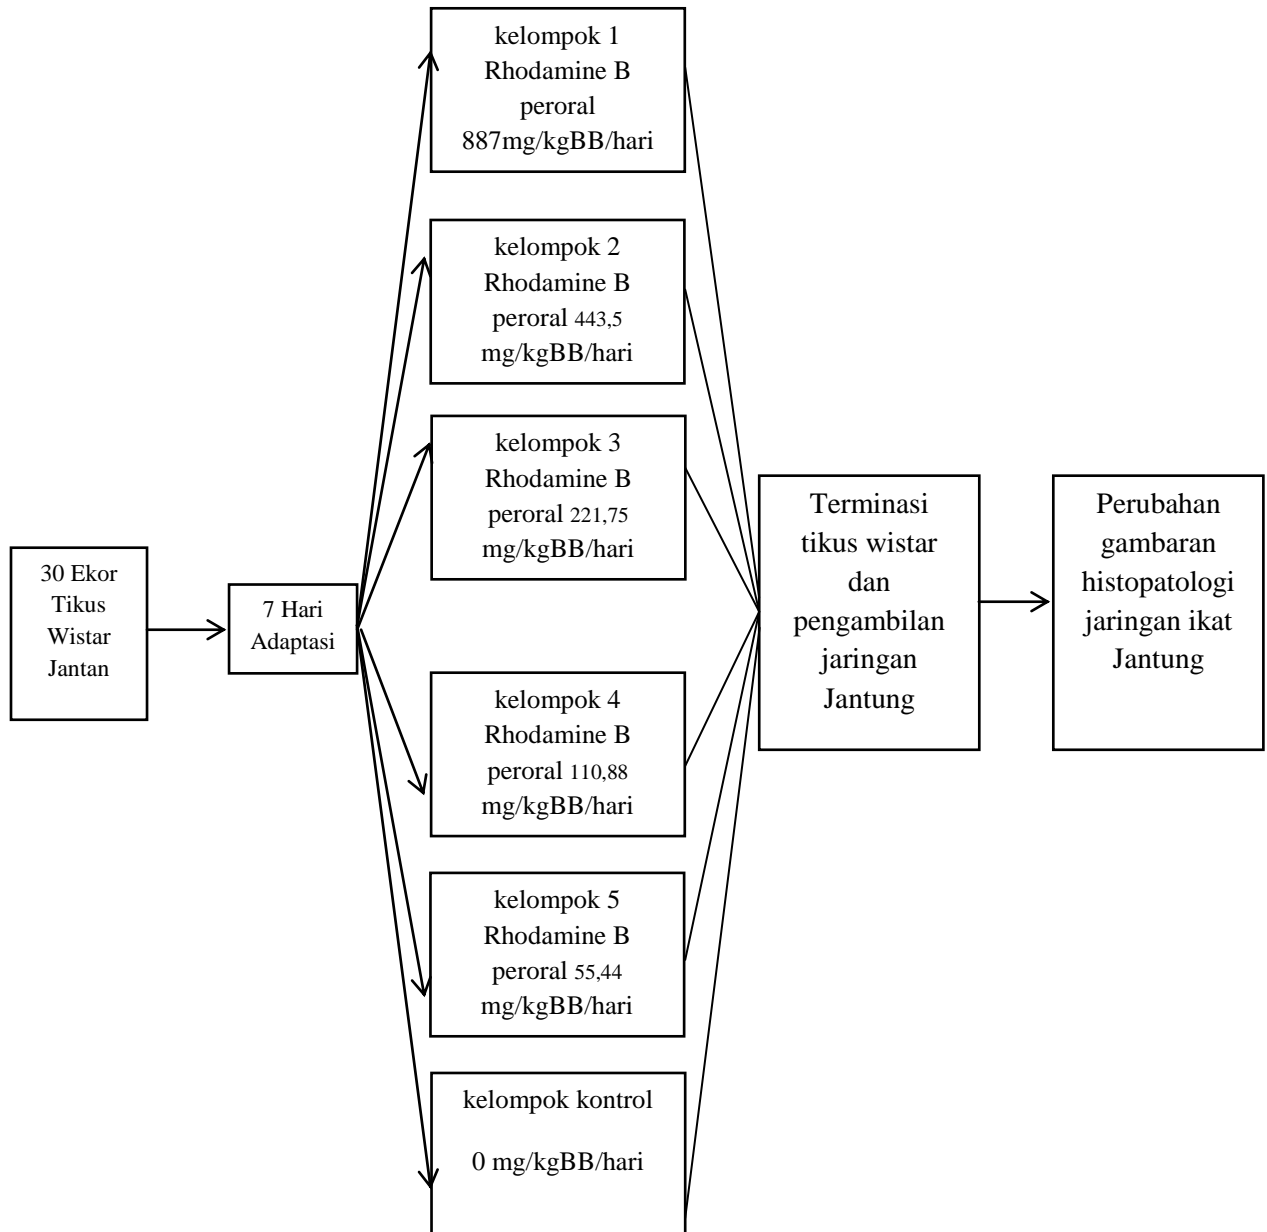 30 Ekor
Tikus
Wistar
Jantan
7 Hari
Adaptasi
kelompok 1
Rhodamine B
peroral
887mg/kgBB/hari
kelompok 2
Rhodamine B
peroral 443,5
mg/kgBB/hari
kelompok 3
Rhodamine B
peroral 221,75
mg/kgBB/hari
kelompok 4
Rhodamine B
peroral 110,88
mg/kgBB/hari
kelompok 5
Rhodamine B
peroral 55,44
mg/kgBB/hari
kelompok kontrol
0 mg/kgBB/hari
Terminasi
tikus wistar
dan
pengambilan
jaringan
Jantung
Perubahan
gambaran
histopatologi
jaringan ikat
Jantung